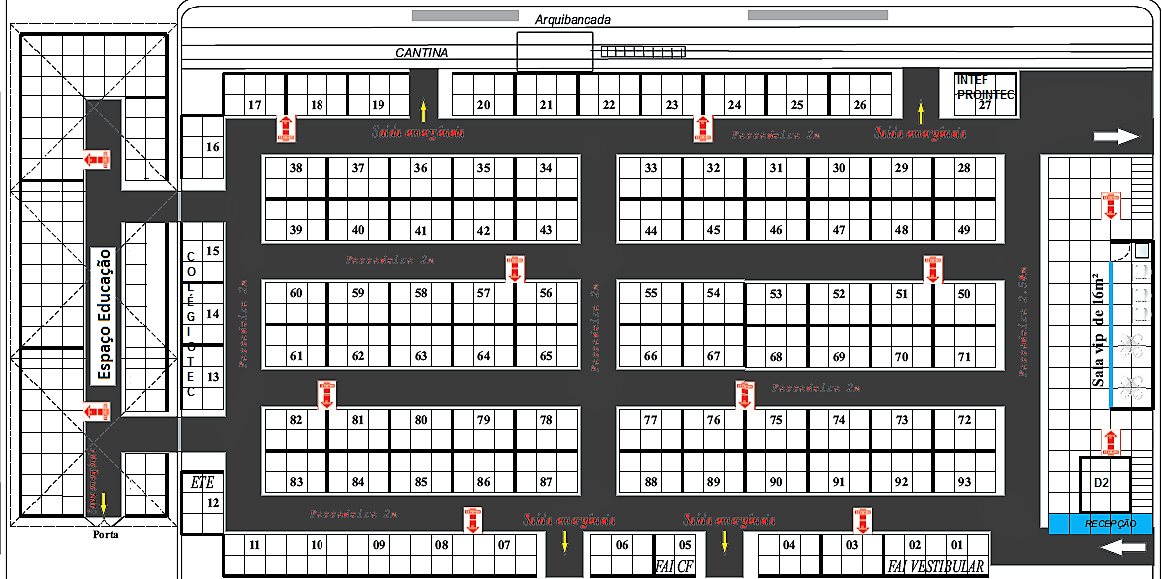 Arquibancada
CANTINA
INTEF
PROINTEC
17 18 19 20 21 22 23 24 25 26 27
Saída emergência Passadeira 2m Saída emergência
16
38 37 36 35 34 33 32 31 30 29 28
39 40 41 42 43 44 45 46 47 48 49
15
Passadeira 2m
60 59 58 57 56 55 54 53 52 51 50
14
61 62 63 64 65 66 67 68 69 70 71
13
COLÉGIO TEC
Espaço Educação
Passadeira 2m
Passadeira 2m
Passadeira 2.50m
Sala vip de 16m²
Passadeira 2m
82 81 80 79 78 77 76 75 74 73 72
83 84 85 86 87 88 89 90 91 92 93
ETE
12
D2
RECEPÇÃO
Passadeira 2m Saída emergência Saída emergência
Saída emergência
Porta
11 10 09 08 07 06 05 04 03 02 01
FAI CF FAI VESTIBULAR